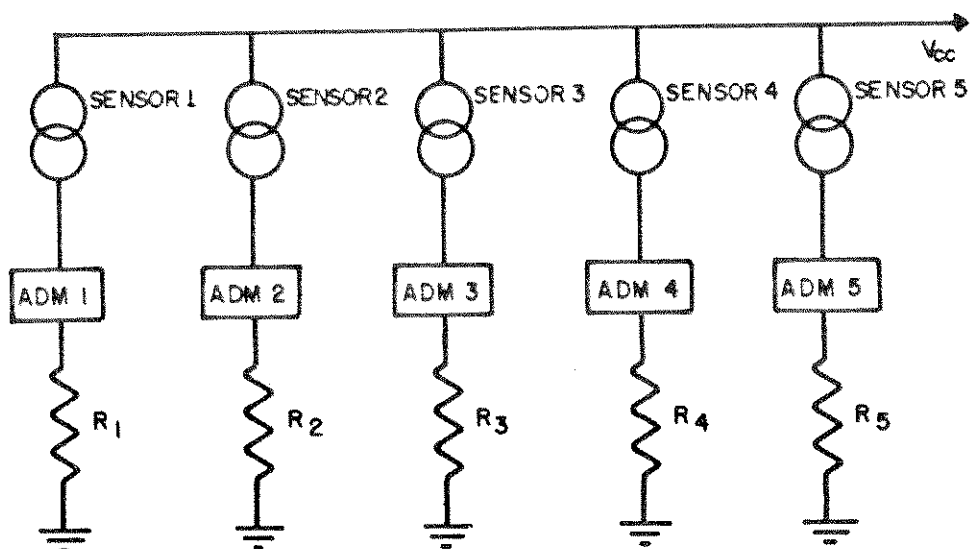 V_CC
SENSOR 1
SENSOR 2
SENSOR 3
SENSOR 4
SENSOR 5
ADM 1
ADM 2
ADM 3
ADM 4
ADM 5
R1
R2
R3
R4
R5